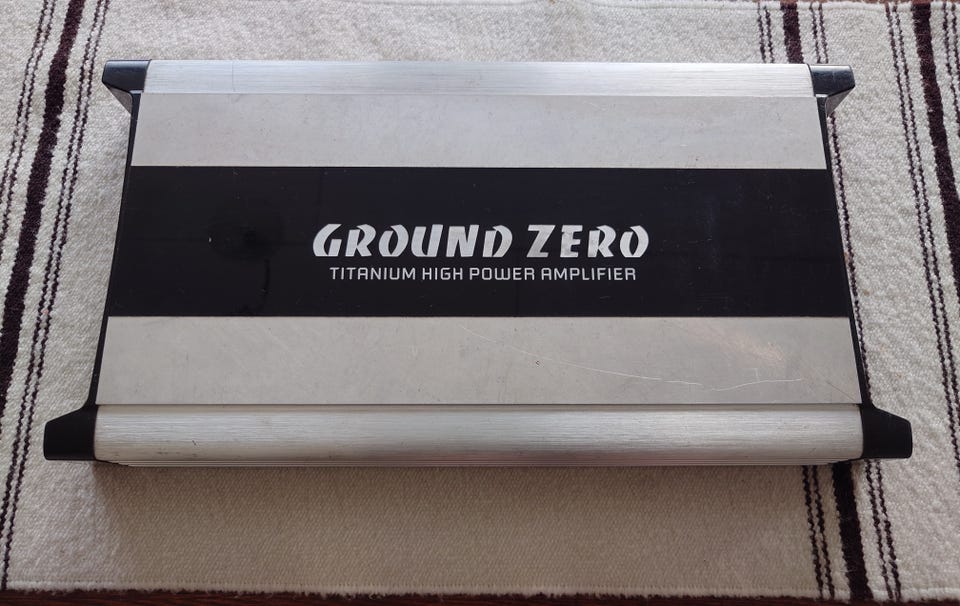 GROUND ZERO
TITANIUM HIGH POWER AMPLIFIER